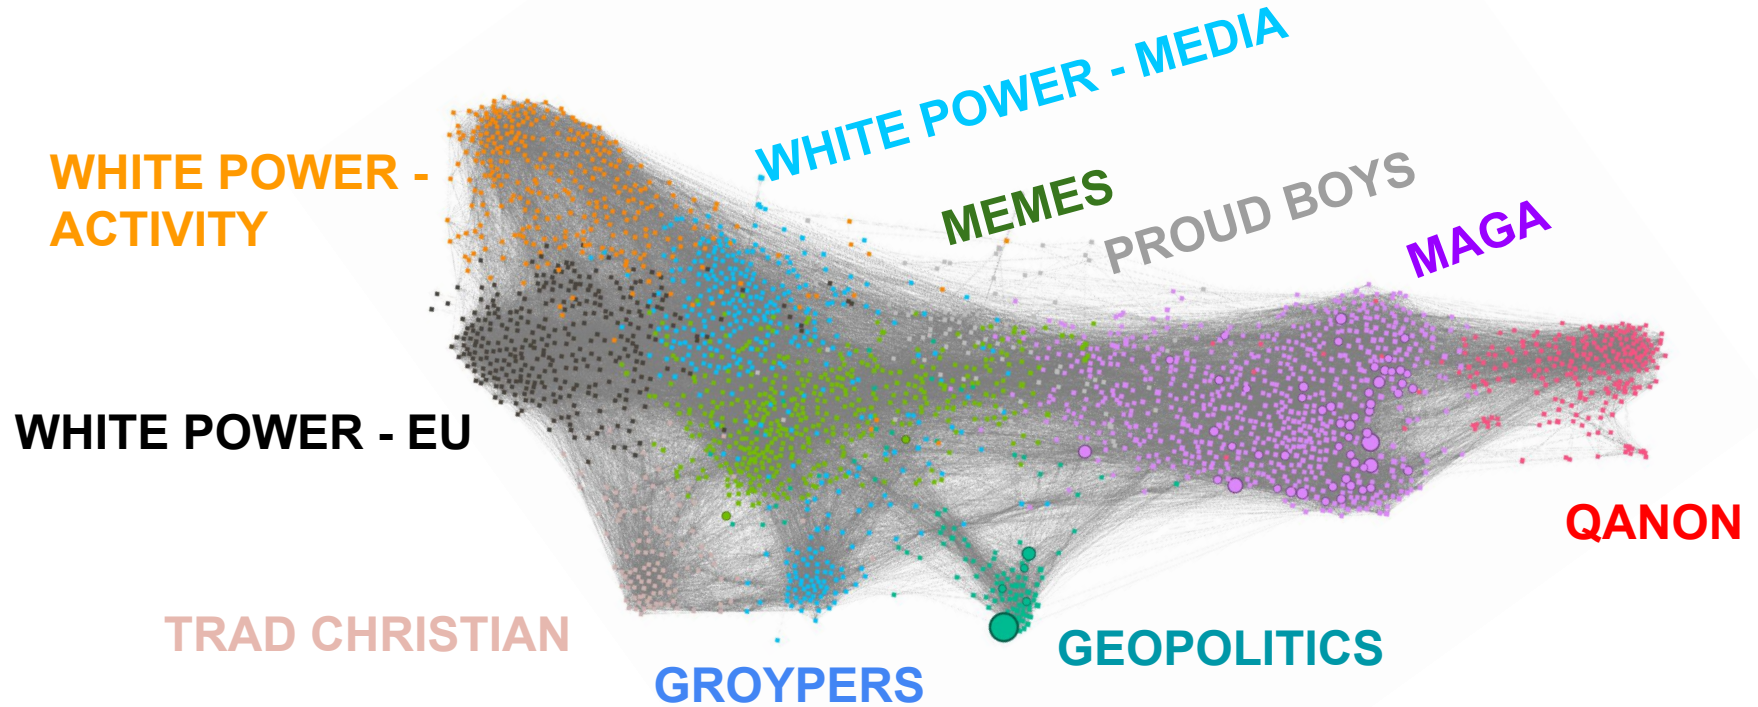 WHITE POWER - MEDIA
WHITE POWER -
ACTIVITY
MEMES
PROUD BOYS
MAGA
WHITE POWER - EU
QANON
TRAD CHRISTIAN
GROYPERS
GEOPOLITICS